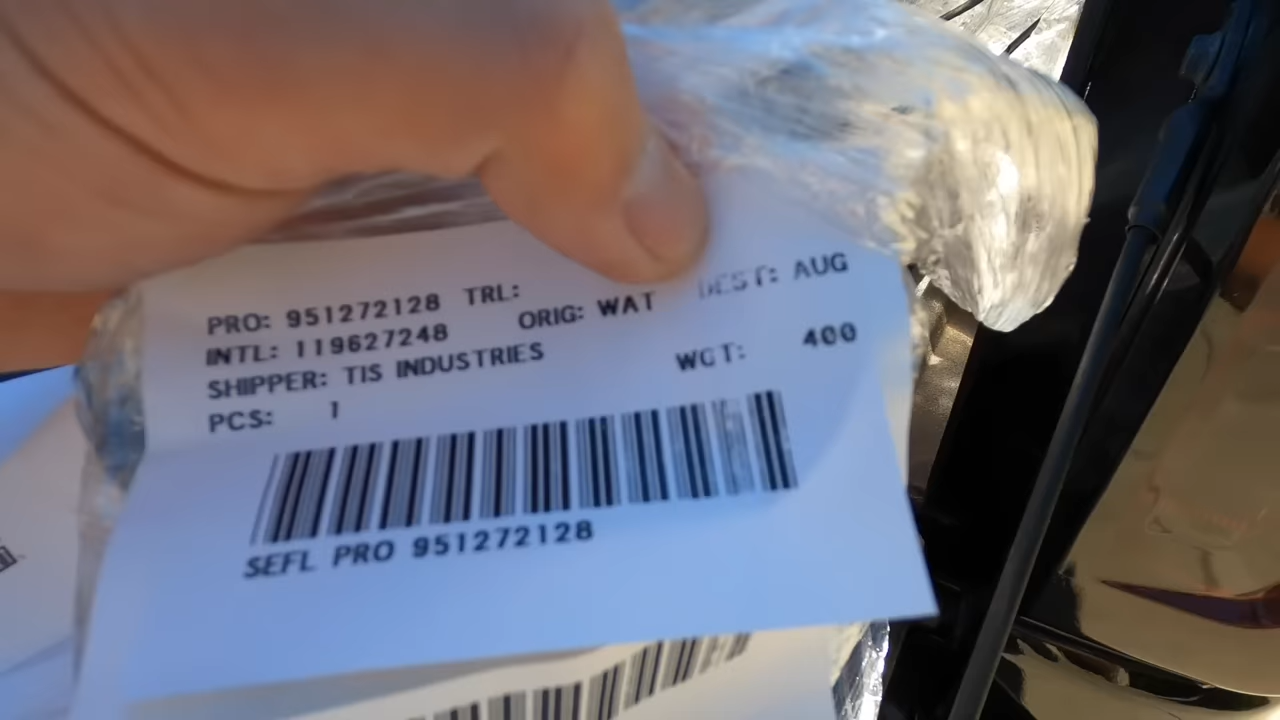 PRO: 951272128 TRL:
INTL: 119627248 ORIG: WAT DEST: AUG
SHIPPER: TIS INDUSTRIES WGT: 400
PCS: 1
SEFL PRO 951272128